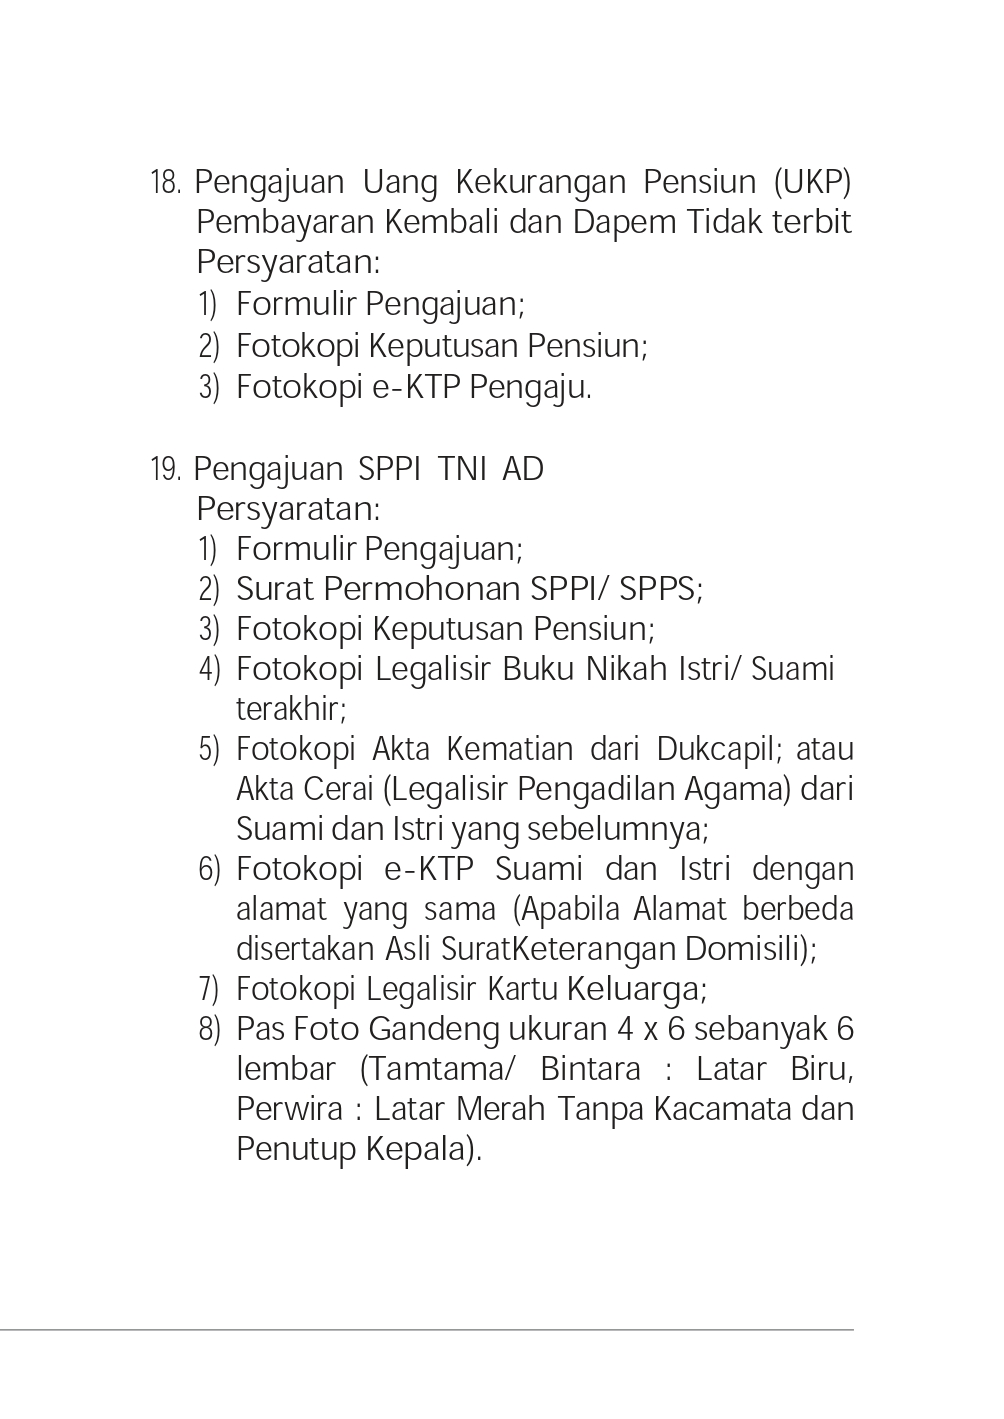 18. Pengajuan Uang Kekurangan Pensiun (UKP)
Pembayaran Kembali dan Dapem Tidak terbit
Persyaratan:
1) Formulir Pengajuan;
2) Fotokopi Keputusan Pensiun;
3) Fotokopi e-KTP Pengaju.
19. Pengajuan SPPI TNI AD
Persyaratan:
1) Formulir Pengajuan;
2) Surat Permohonan SPPI/ SPPS;
3) Fotokopi Keputusan Pensiun;
4) Fotokopi Legalisir Buku Nikah Istri/ Suami
terakhir;
5) Fotokopi Akta Kematian dari Dukcapil; atau
Akta Cerai (Legalisir Pengadilan Agama) dari
Suami dan Istri yang sebelumnya;
6) Fotokopi e-KTP Suami dan Istri dengan
alamat yang sama (Apabila Alamat berbeda
disertakan Asli SuratKeterangan Domisili);
7) Fotokopi Legalisir Kartu Keluarga;
8) Pas Foto Gandeng ukuran 4 x 6 sebanyak 6
lembar (Tamtama/ Bintara : Latar Biru,
Perwira : Latar Merah Tanpa Kacamata dan
Penutup Kepala).